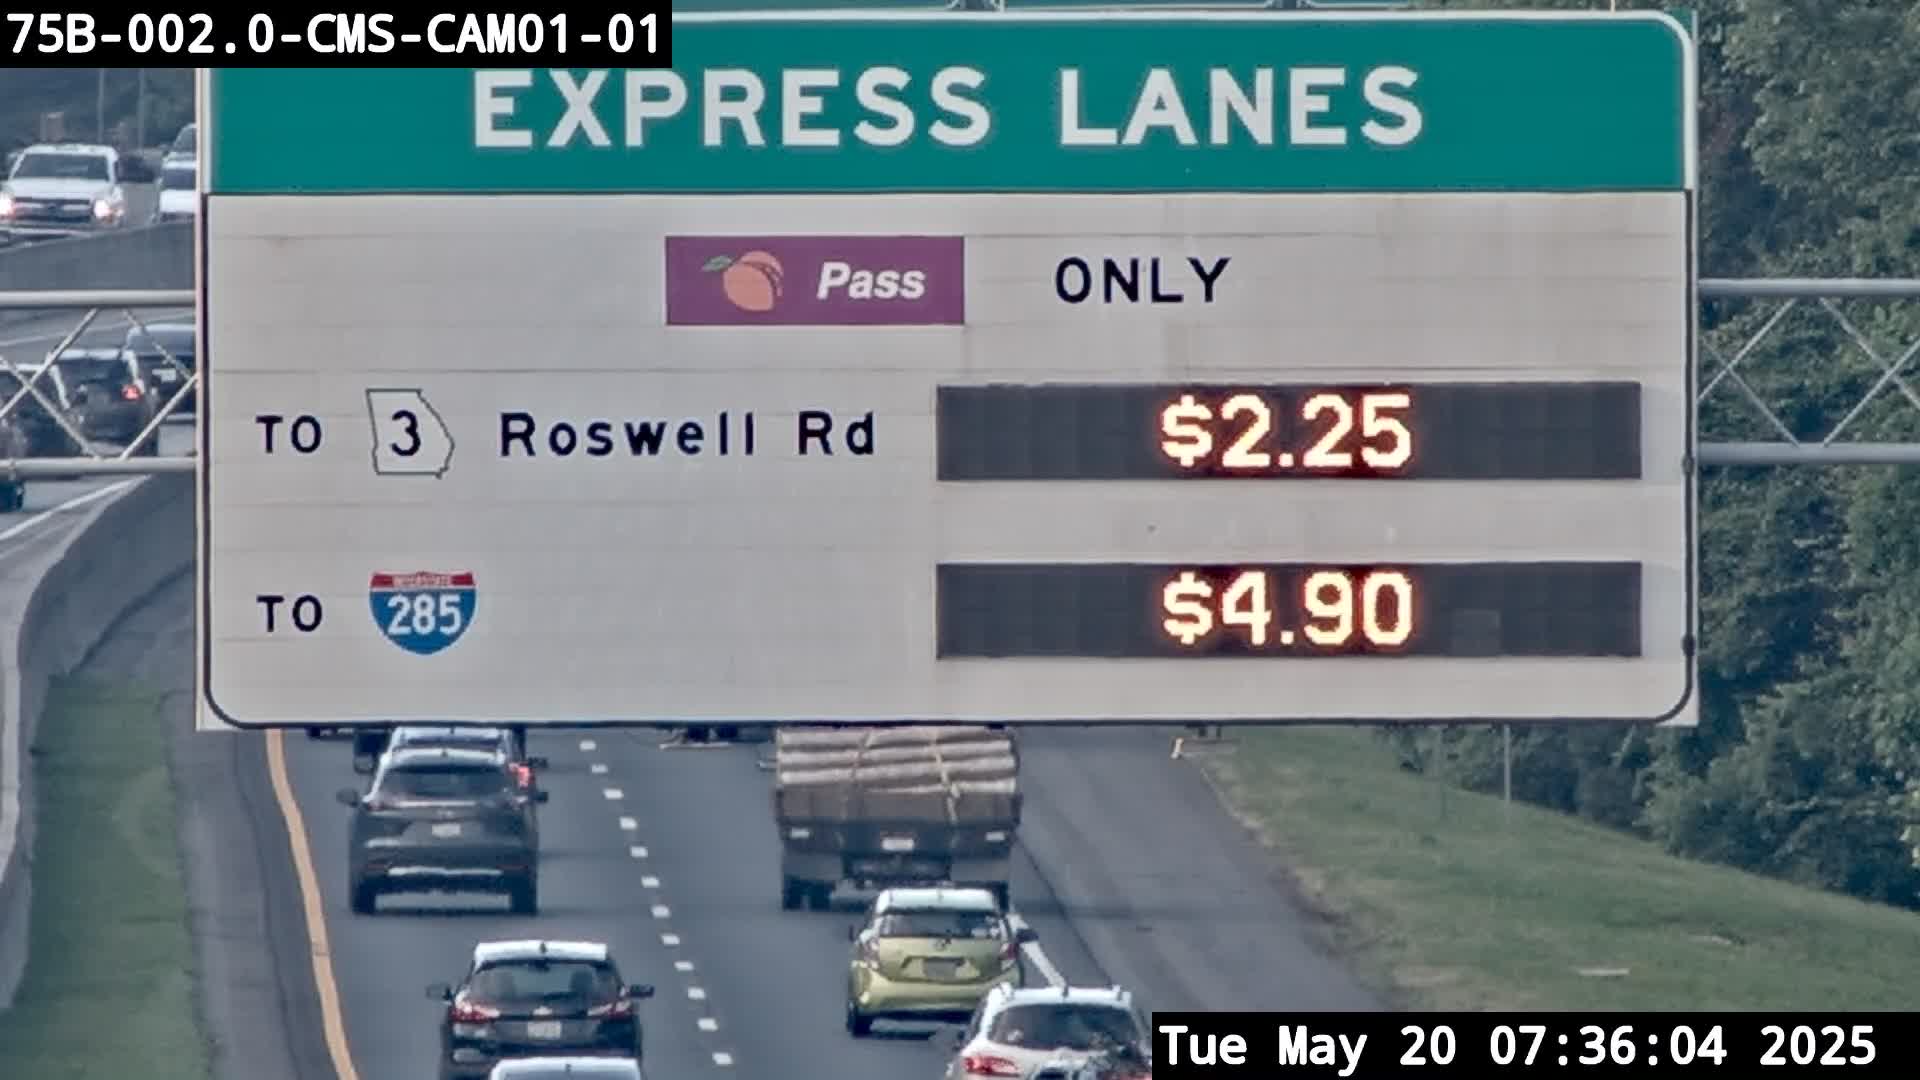 75B-002.0-CMS-CAM01-01
EXPRESS LANES
Pass ONLY
TO 3 Roswell Rd $2.25
TO INTERSTATE 285 $4.90
Tue May 20 07:36:04 2025